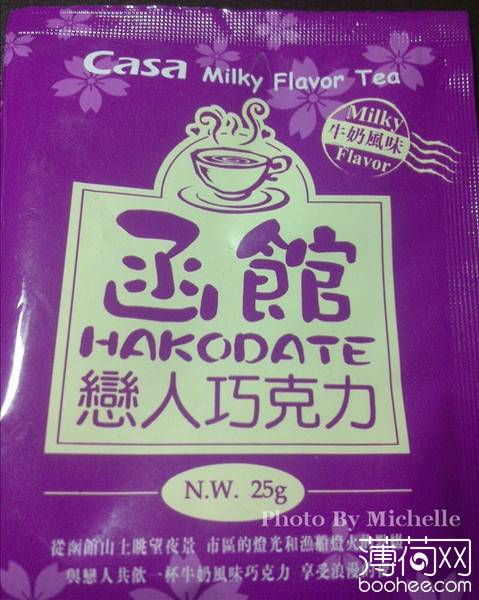 Casa Milky Flavor Tea
Milky
牛奶風味
Flavor
函館
HAKODATE
戀人巧克力
N.W. 25g
Photo By Michelle
從函館山上眺望夜景 市區的燈光和漁船燈火
與戀人共飲一杯牛奶風味巧克力 享受浪漫
薄荷网
boohee.com